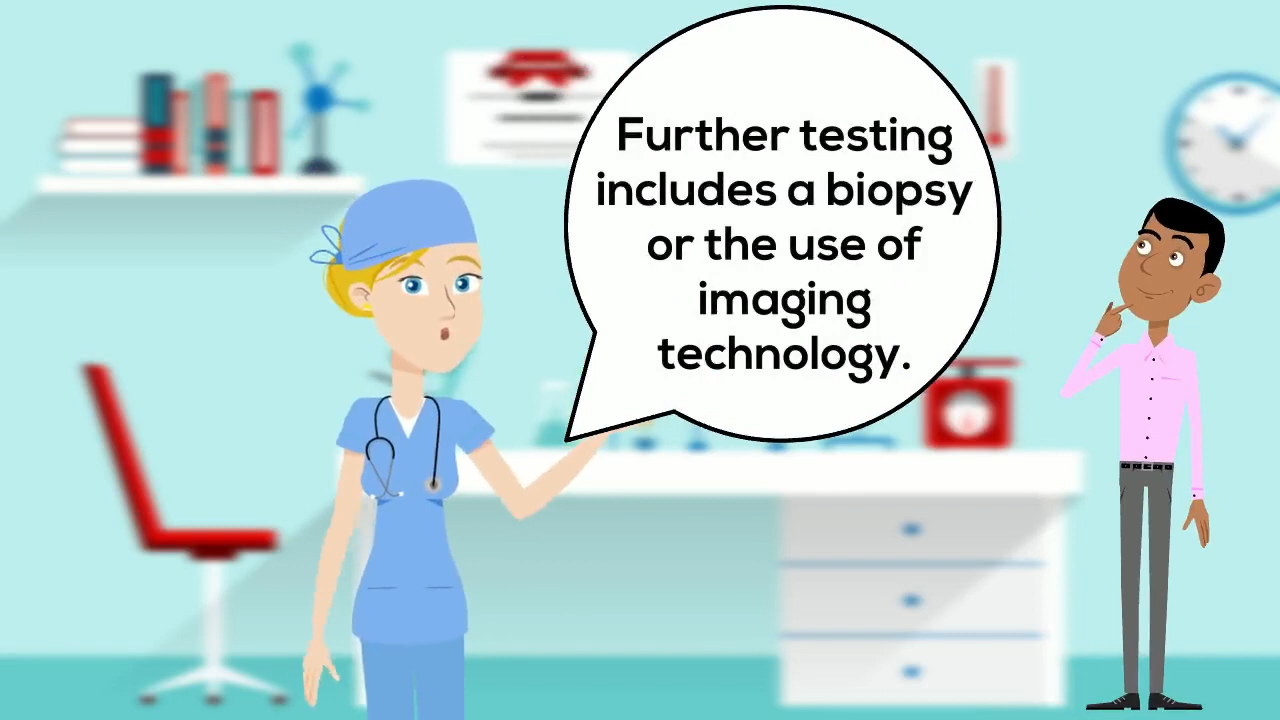 Further testing
includes a biopsy
or the use of
imaging
technology.